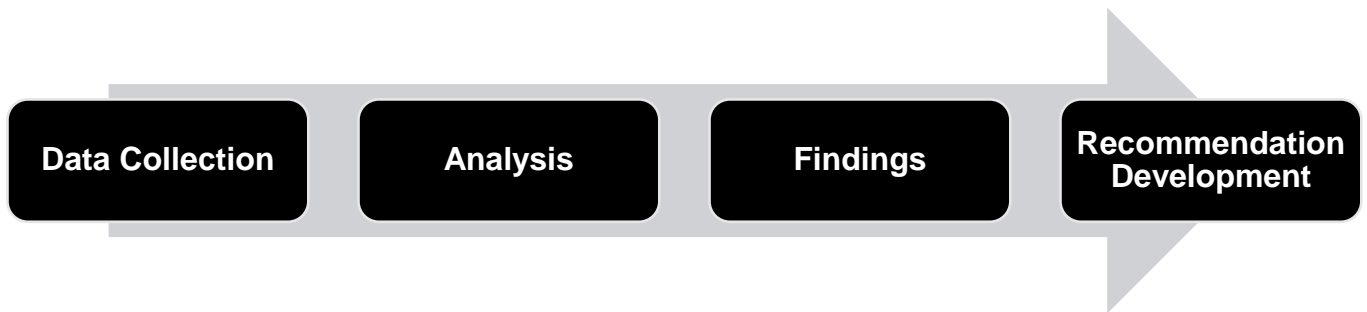 Data Collection
Analysis
Findings
Recommendation
Development